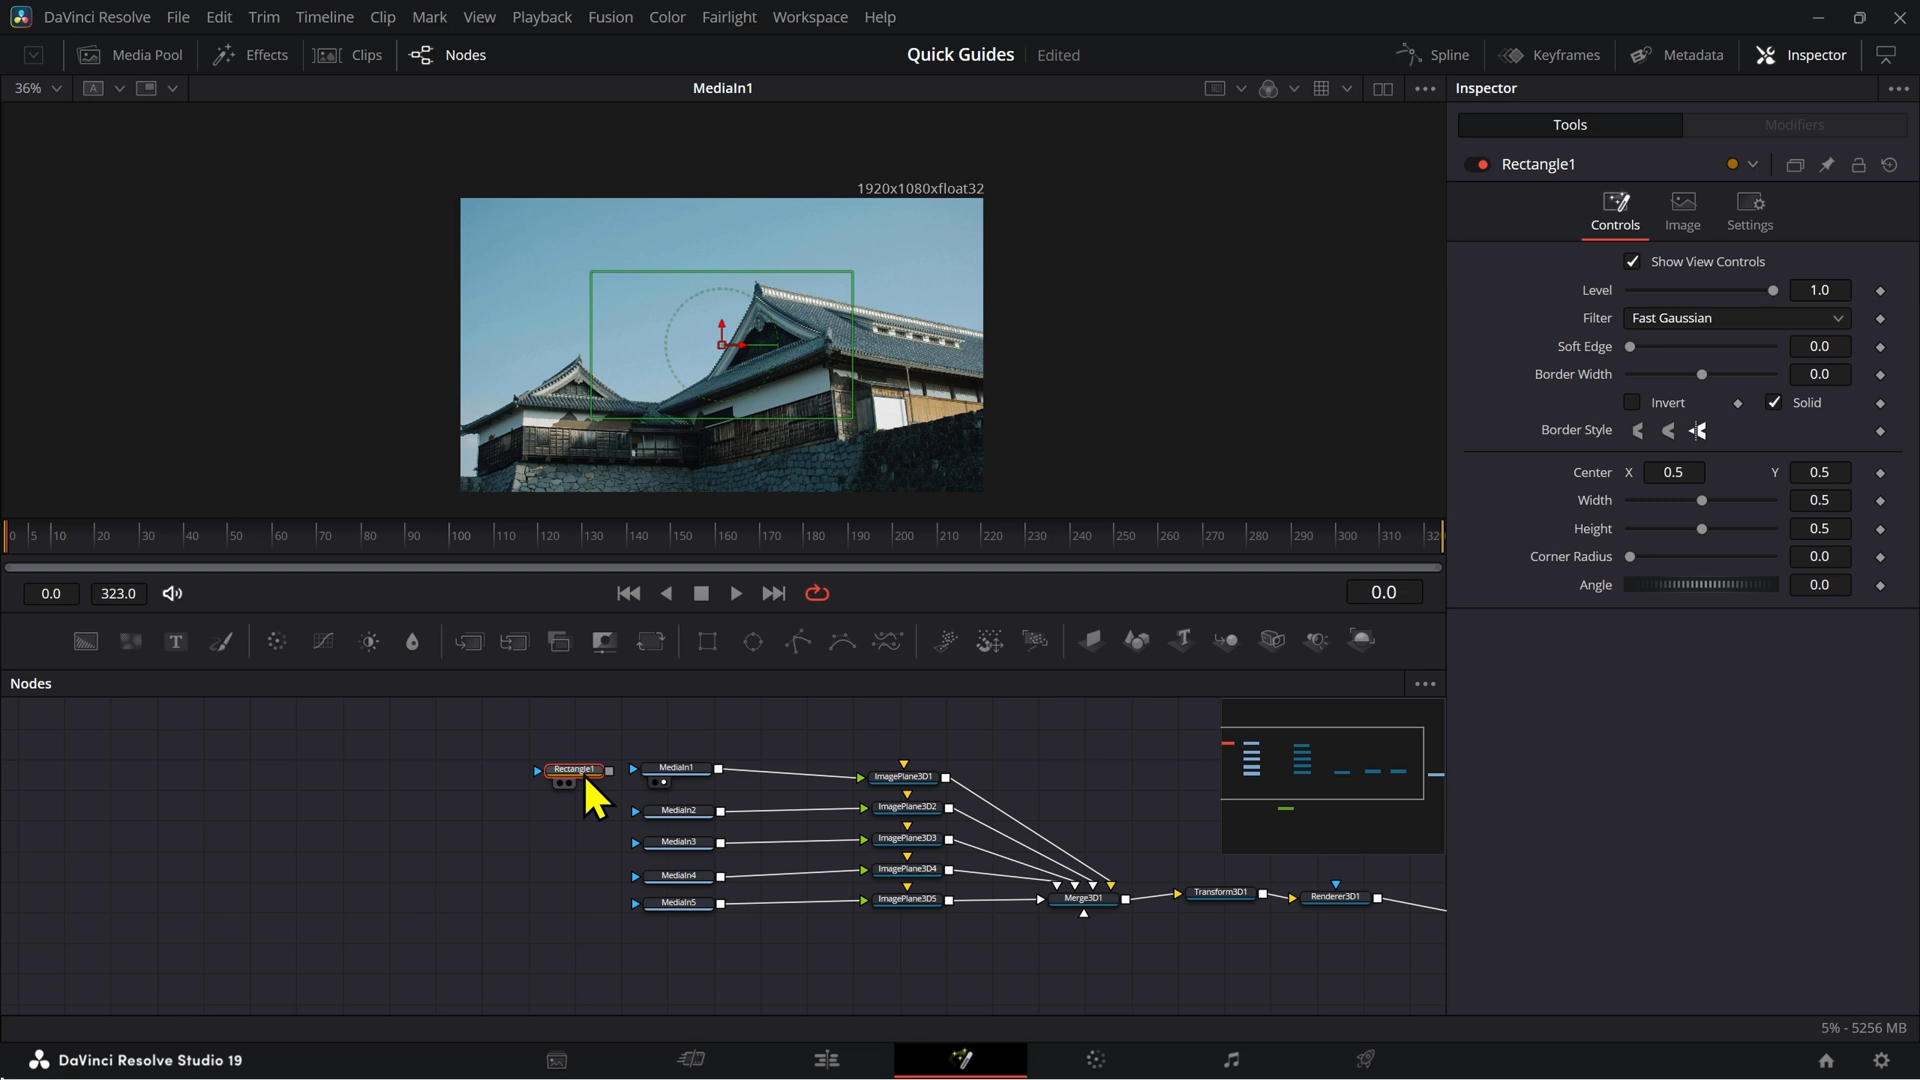 DaVinci Resolve File Edit Trim Timeline Clip Mark View Playback Fusion Color Fairlight Workspace Help
Media Pool Effects Clips Nodes Quick Guides Edited Spline Keyframes Metadata Inspector
36% A MediaIn1 Inspector
Tools Modifiers
Rectangle1
1920x1080xfloat32
Controls Image Settings
Show View Controls
Level 1.0
Filter Fast Gaussian
Soft Edge 0.0
Border Width 0.0
Invert Solid
Border Style
Center X 0.5 Y 0.5
Width 0.5
Height 0.5
Corner Radius 0.0
Angle 0.0
0 5 10 20 30 40 50 60 70 80 90 100 110 120 130 140 150 160 170 180 190 200 210 220 230 240 250 260 270 280 290 300 310 32
0.0 323.0 0.0
T
Nodes
Rectangle1 MediaIn1 ImagePlane3D1
MediaIn2 ImagePlane3D2
MediaIn3 ImagePlane3D3
MediaIn4 ImagePlane3D4
MediaIn5 ImagePlane3D5 Merge3D1 Transform3D1 Renderer3D1
5% - 5256 MB
DaVinci Resolve Studio 19